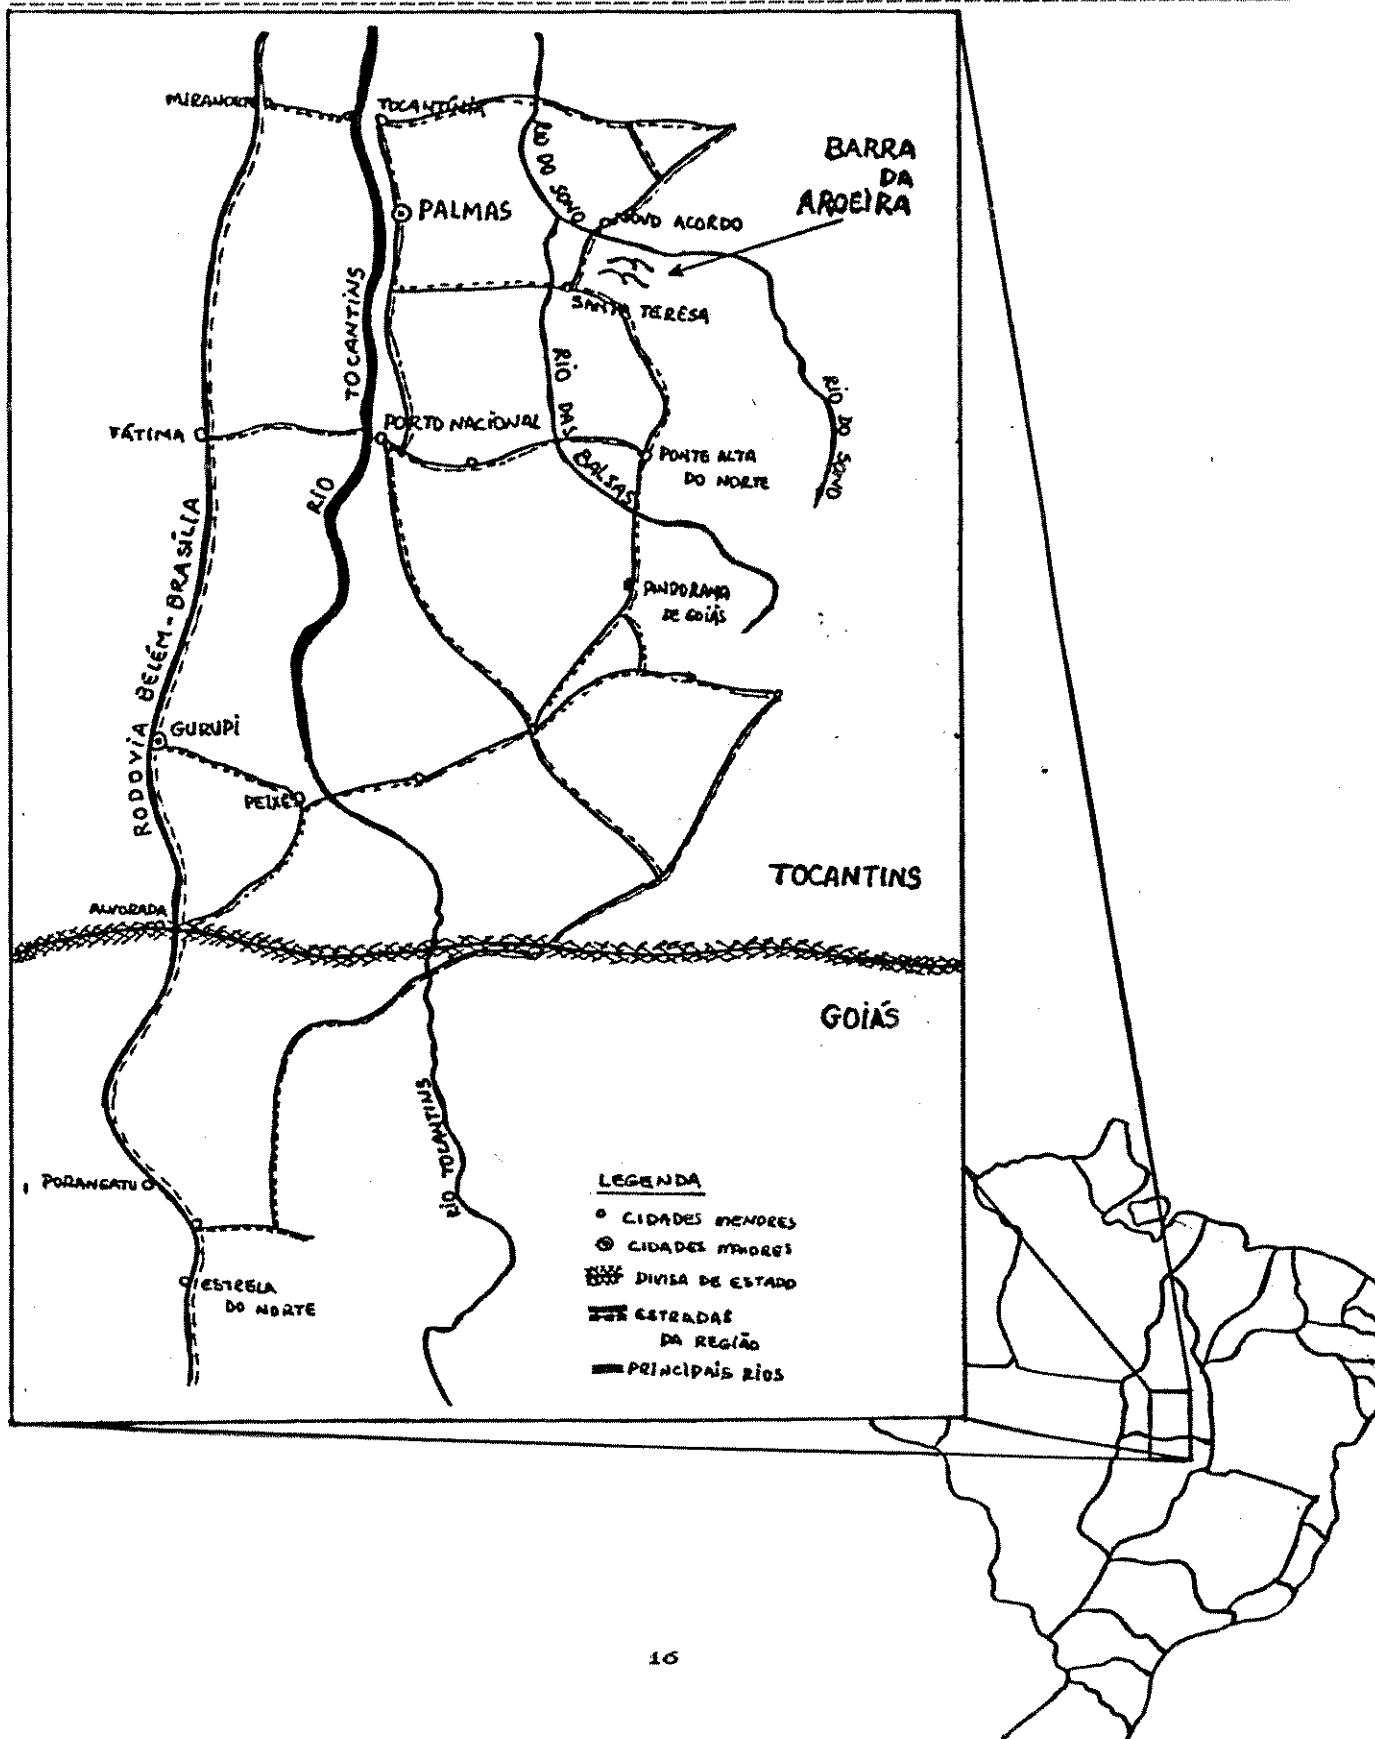 MIRANORTE
TOCANTÍNIA
RIO DO SONO
BARRA
DA
AROEIRA
PALMAS
NOVO ACORDO
TOCANTINS
SANTA TERESA
RIO DAS
RIO DO SONO
FÁTIMA
PORTO NACIONAL
BALSAS
PONTE ALTA
DO NORTE
RIO
RODOVIA BELÉM-BRASÍLIA
PINDORAMA
DE GOIÁS
GURUPI
PEIXE
TOCANTINS
ALVORADA
GOIÁS
RIO TOCANTINS
PORANGATU
LEGENDA
CIDADES MENORES
CIDADES MAIORES
DIVISA DE ESTADO
ESTRADAS
DA REGIÃO
PRINCIPAIS RIOS
ESTRELA
DO NORTE
16